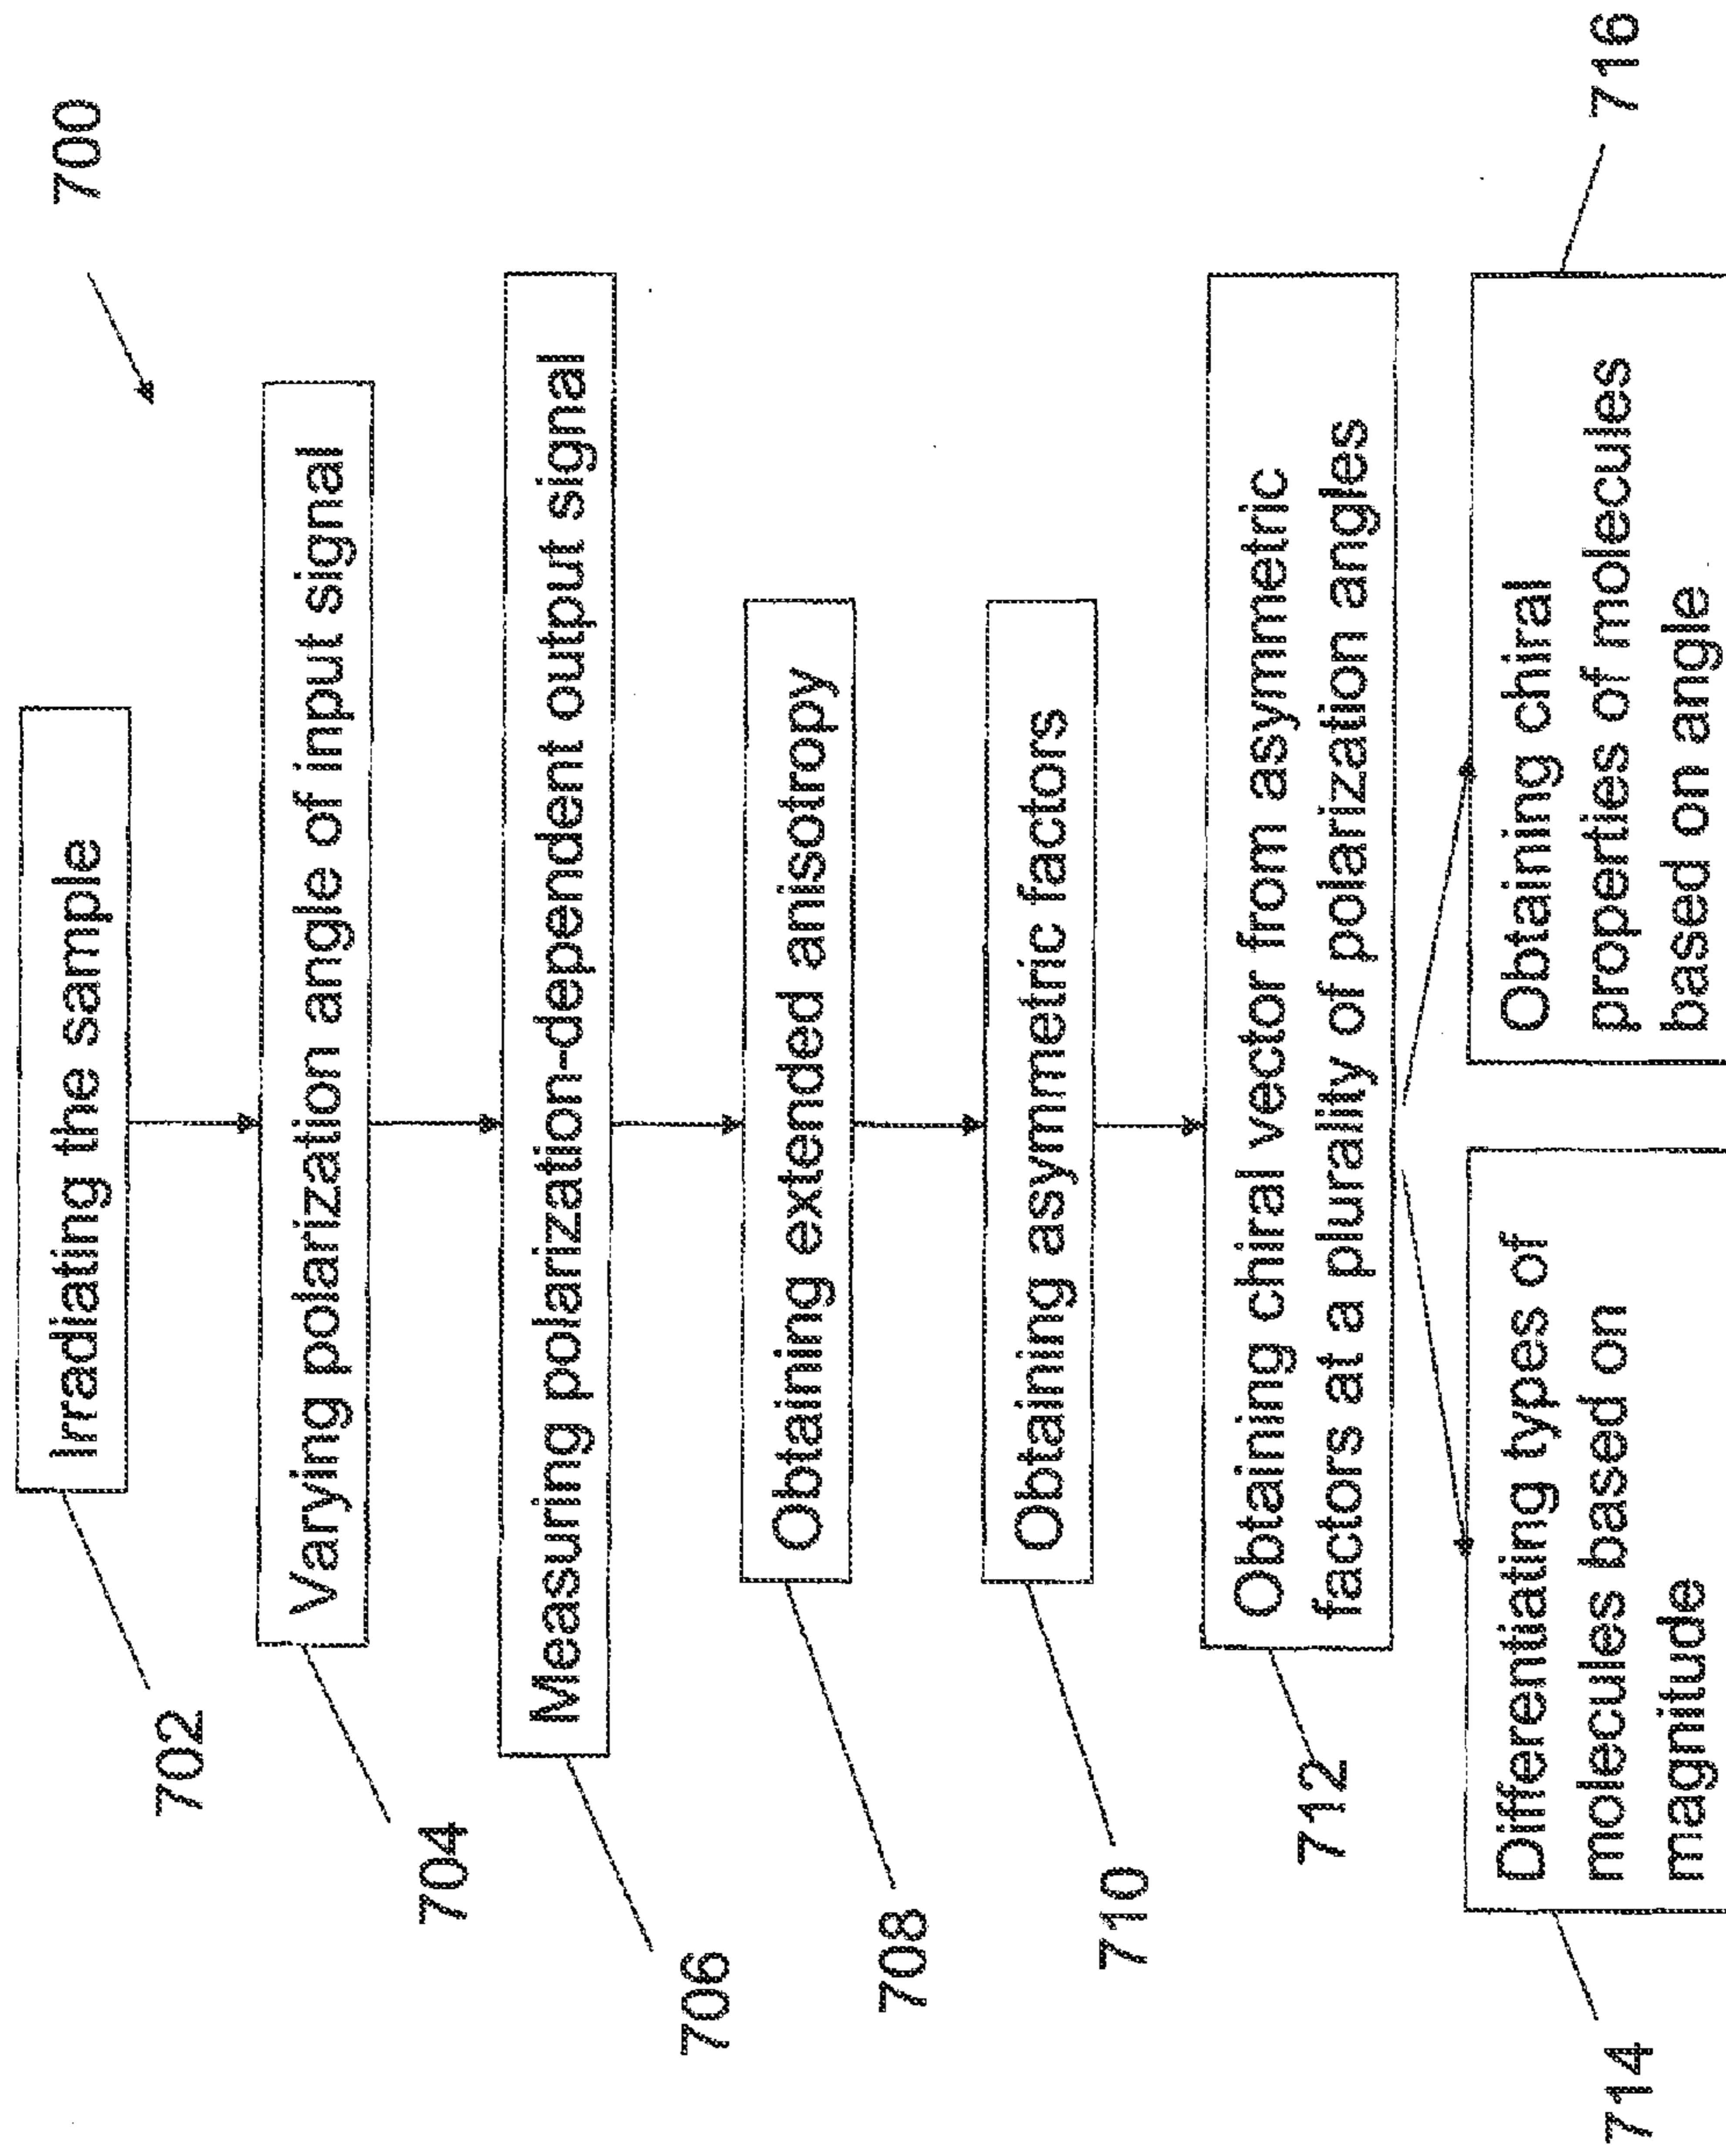 700
Irradiating the sample
702
Varying polarization angle of input signal
704
Measuring polarization-dependent output signal
706
Obtaining extended anisotropy
708
Obtaining asymmetric factors
710
Obtaining chiral vector from asymmetric
factors at a plurality of polarization angles
712
Differentiating types of
molecules based on
magnitude
714
Obtaining chiral
properties of molecules
based on angle
716